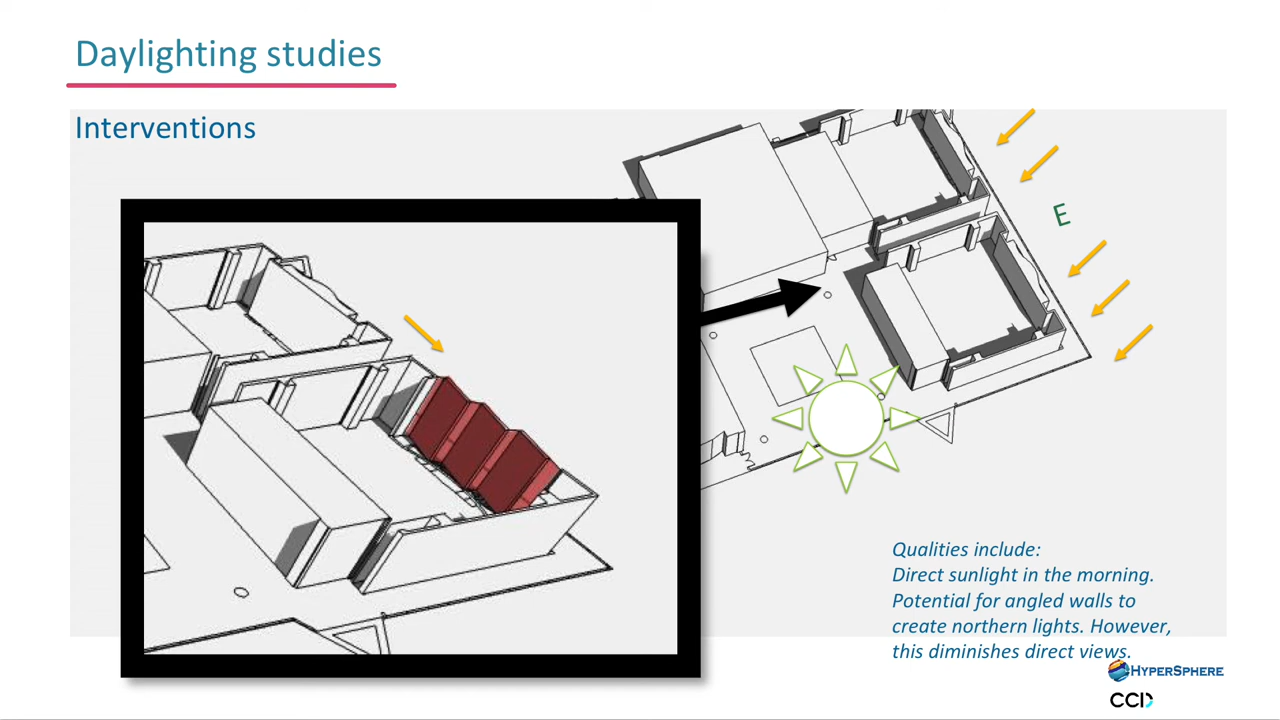 Daylighting studies
Interventions
E
Qualities include:
Direct sunlight in the morning.
Potential for angled walls to
create northern lights. However,
this diminishes direct views.
HYPERSPHERE
CCD